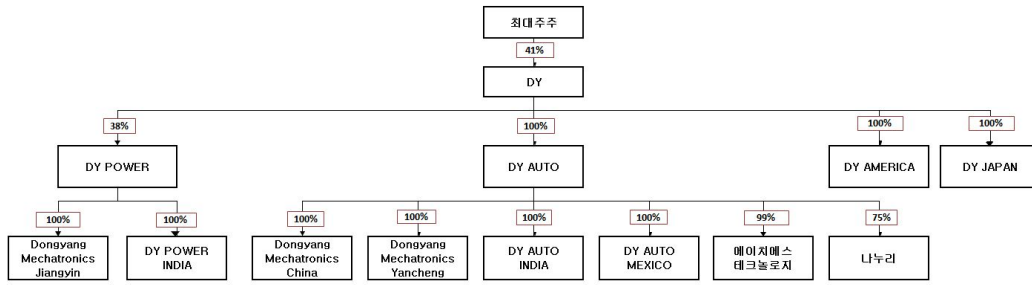 최대주주
41%
DY
38%
100%
100%
100%
DY POWER
DY AUTO
DY AMERICA
DY JAPAN
100%
100%
100%
100%
100%
100%
99%
75%
Dongyang
Mechatronics
Jiangyin
DY POWER
INDIA
Dongyang
Mechatronics
China
Dongyang
Mechatronics
Yancheng
DY AUTO
INDIA
DY AUTO
MEXICO
에이치에스
테크놀로지
나누리